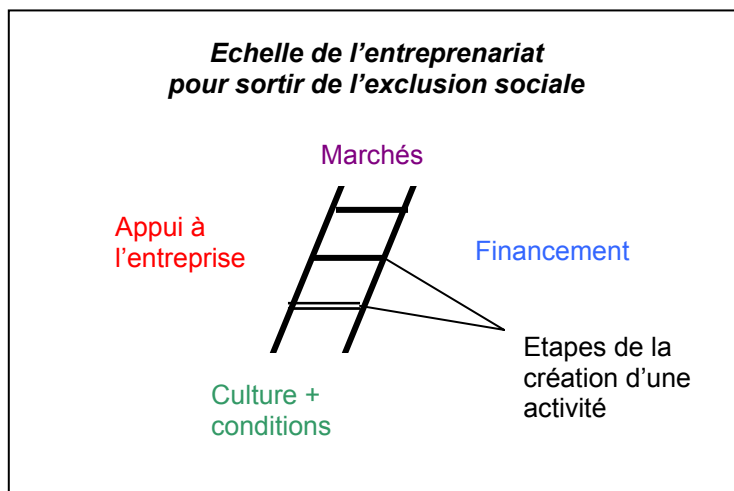 Echelle de l’entreprenariat
pour sortir de l’exclusion sociale
Marchés
Appui à
l’entreprise
Financement
Etapes de la
création d’une
activité
Culture +
conditions